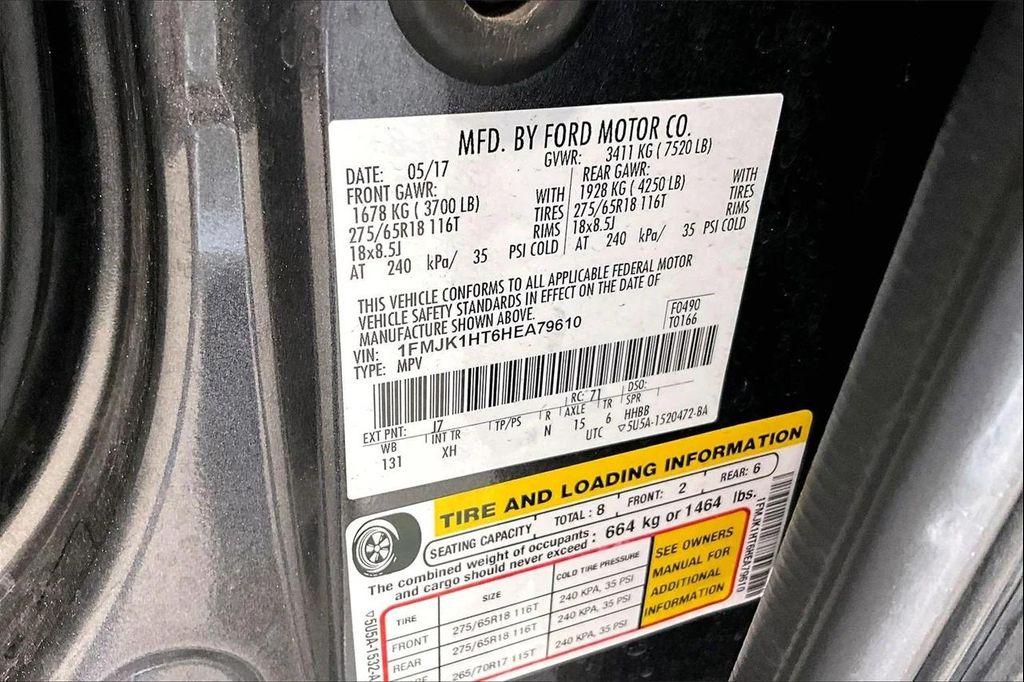 MFD. BY FORD MOTOR CO.
DATE: 05/17 GVWR: 3411 KG ( 7520 LB)
FRONT GAWR: REAR GAWR:
1678 KG ( 3700 LB) WITH 1928 KG ( 4250 LB) WITH
275/65R18 116T TIRES 275/65R18 116T TIRES
18x8.5J RIMS 18x8.5J RIMS
AT 240 kPa/ 35 PSI COLD AT 240 kPa/ 35 PSI COLD
THIS VEHICLE CONFORMS TO ALL APPLICABLE FEDERAL MOTOR
VEHICLE SAFETY STANDARDS IN EFFECT ON THE DATE OF
MANUFACTURE SHOWN ABOVE.
F0490
T0166
VIN: 1FMJK1HT6HEA79610
TYPE: MPV
EXT PNT: J7 RC: 71 DSO:
WB INT TR TP/PS R AXLE TR SPR
131 XH N 15 6 HHBB
UTC ▽5U5A-1520472-BA
TIRE AND LOADING INFORMATION
SEATING CAPACITY TOTAL : 8 FRONT: 2 REAR: 6
The combined weight of occupants
and cargo should never exceed : 664 kg or 1464 lbs.
TIRE SIZE COLD TIRE PRESSURE
FRONT 275/65R18 116T 240 KPA, 35 PSI
REAR 275/65R18 116T 240 KPA, 35 PSI
265/70R17 115T 240 KPA, 35 PSI
SEE OWNERS
MANUAL FOR
ADDITIONAL
INFORMATION
1FMJK1HT6HEA79610
▽5U5A-1532-A